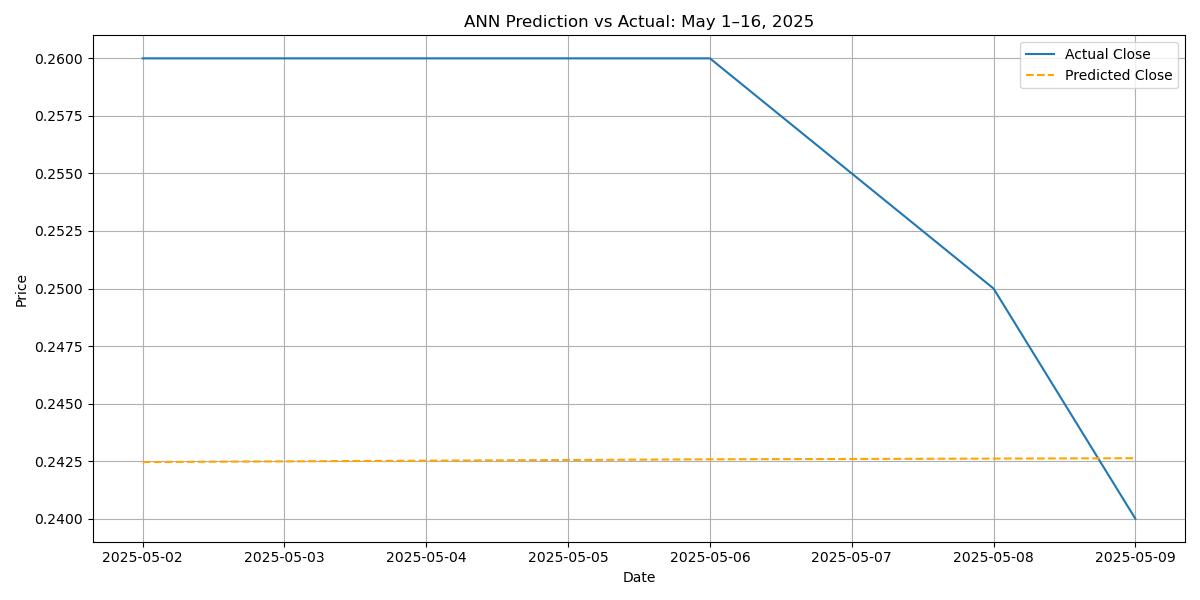 ANN Prediction vs Actual: May 1–16, 2025
Actual Close
Predicted Close
0.2600
0.2575
0.2550
0.2525
0.2500
0.2475
0.2450
0.2425
0.2400
Price
2025-05-02 2025-05-03 2025-05-04 2025-05-05 2025-05-06 2025-05-07 2025-05-08 2025-05-09
Date